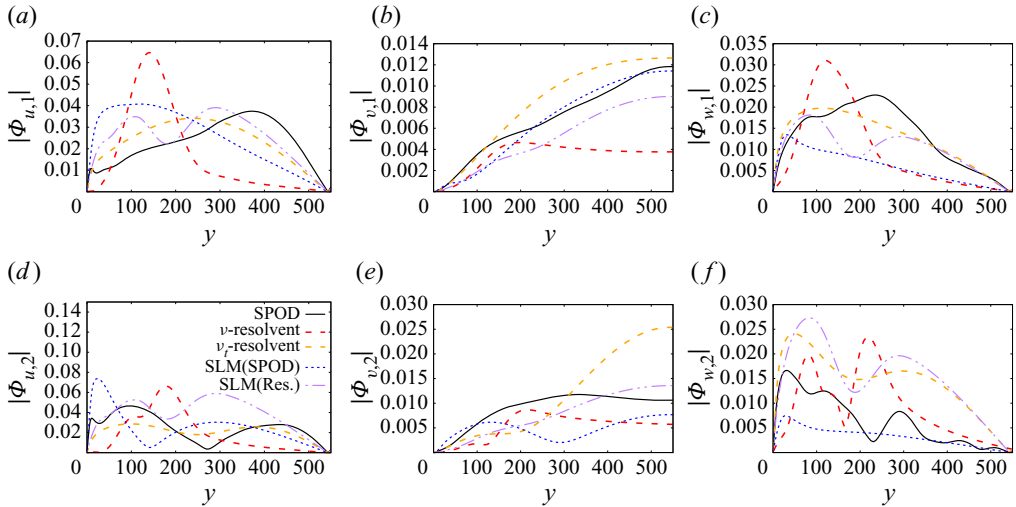 (a)
0.07
0.06
0.05
0.04
0.03
0.02
0.01
|Φu,1|
0 100 200 300 400 500
y
(b)
0.014
0.012
0.010
0.008
0.006
0.004
0.002
|Φv,1|
0 100 200 300 400 500
y
(c)
0.035
0.030
0.025
0.020
0.015
0.010
0.005
|Φw,1|
0 100 200 300 400 500
y
(d)
0.14
0.12
0.10
0.08
0.06
0.04
0.02
|Φu,2|
SPOD
ν-resolvent
νt-resolvent
SLM(SPOD)
SLM(Res.)
0 100 200 300 400 500
y
(e)
0.030
0.025
0.020
0.015
0.010
0.005
|Φv,2|
0 100 200 300 400 500
y
(f)
0.030
0.025
0.020
0.015
0.010
0.005
|Φw,2|
0 100 200 300 400 500
y